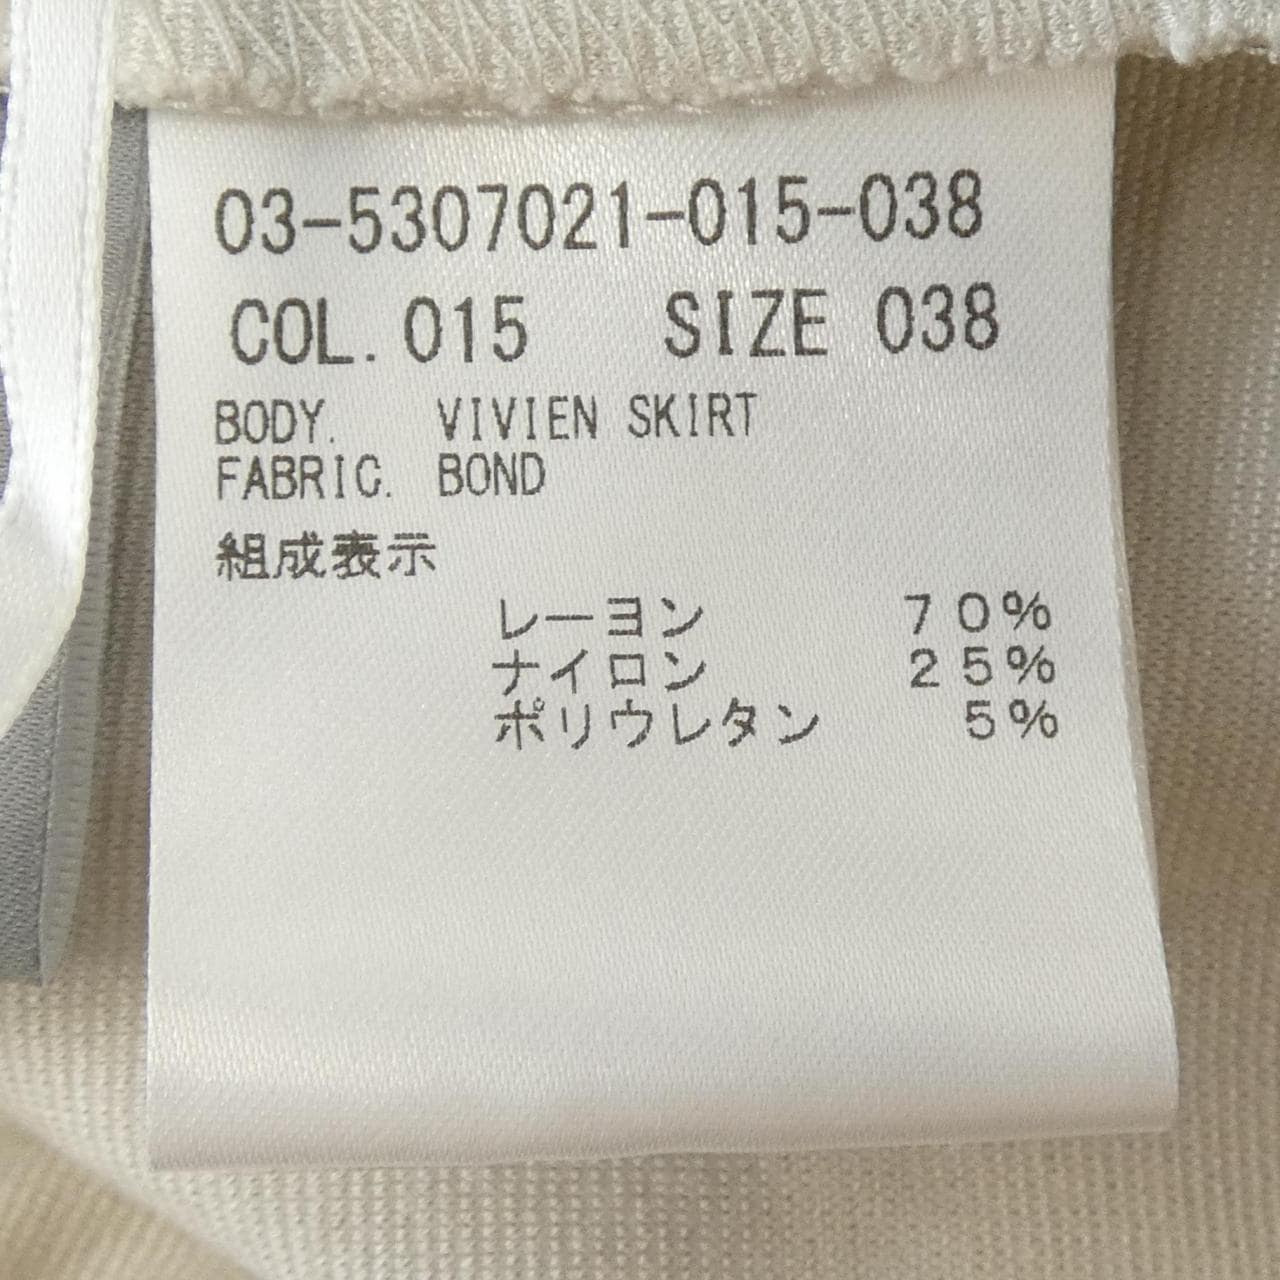 03-5307021-015-038
COL. 015 SIZE 038
BODY. VIVIEN SKIRT
FABRIC. BOND
組成表示
レーヨン 70%
ナイロン 25%
ポリウレタン 5%